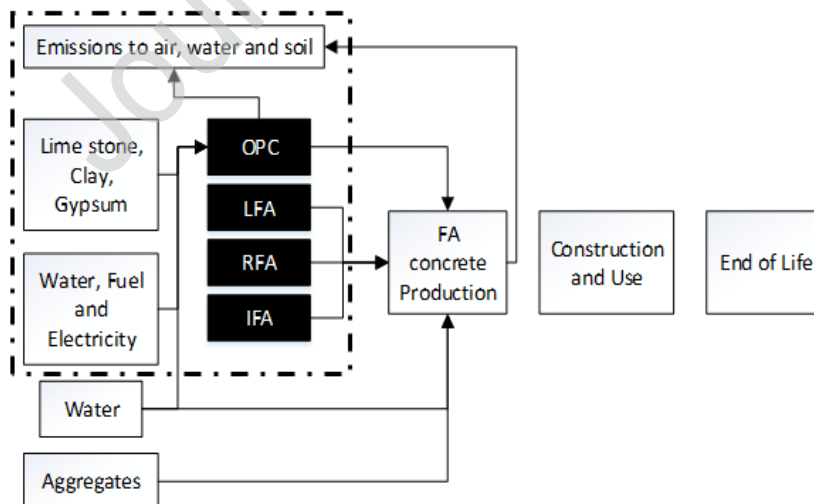 Emissions to air, water and soil
Lime stone,
Clay,
Gypsum
OPC
LFA
RFA
IFA
Water, Fuel
and
Electricity
Water
Aggregates
FA
concrete
Production
Construction
and Use
End of Life